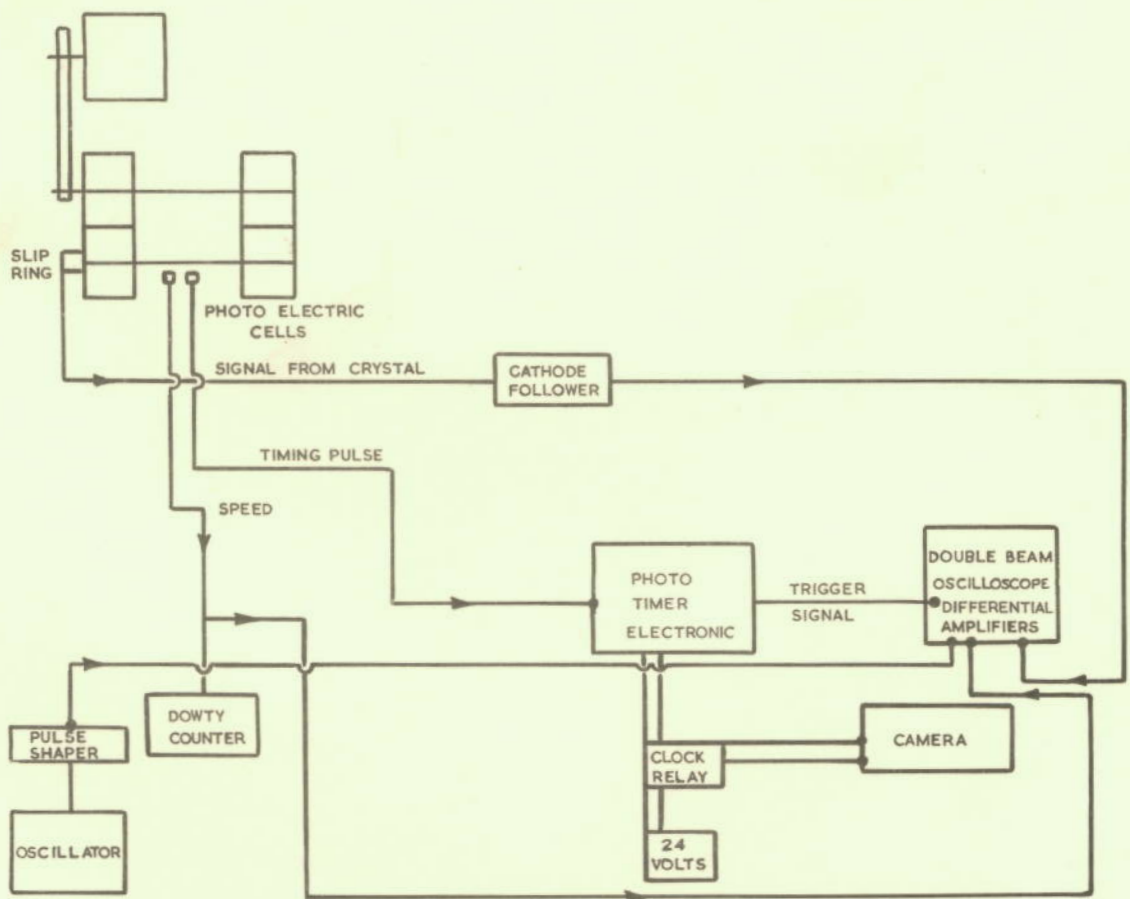 SLIP
RING
PHOTO ELECTRIC
CELLS
SIGNAL FROM CRYSTAL
CATHODE
FOLLOWER
TIMING PULSE
SPEED
PHOTO
TIMER
ELECTRONIC
TRIGGER
SIGNAL
DOUBLE BEAM
OSCILLOSCOPE
DIFFERENTIAL
AMPLIFIERS
PULSE
SHAPER
DOWTY
COUNTER
CLOCK
RELAY
CAMERA
OSCILLATOR
24
VOLTS